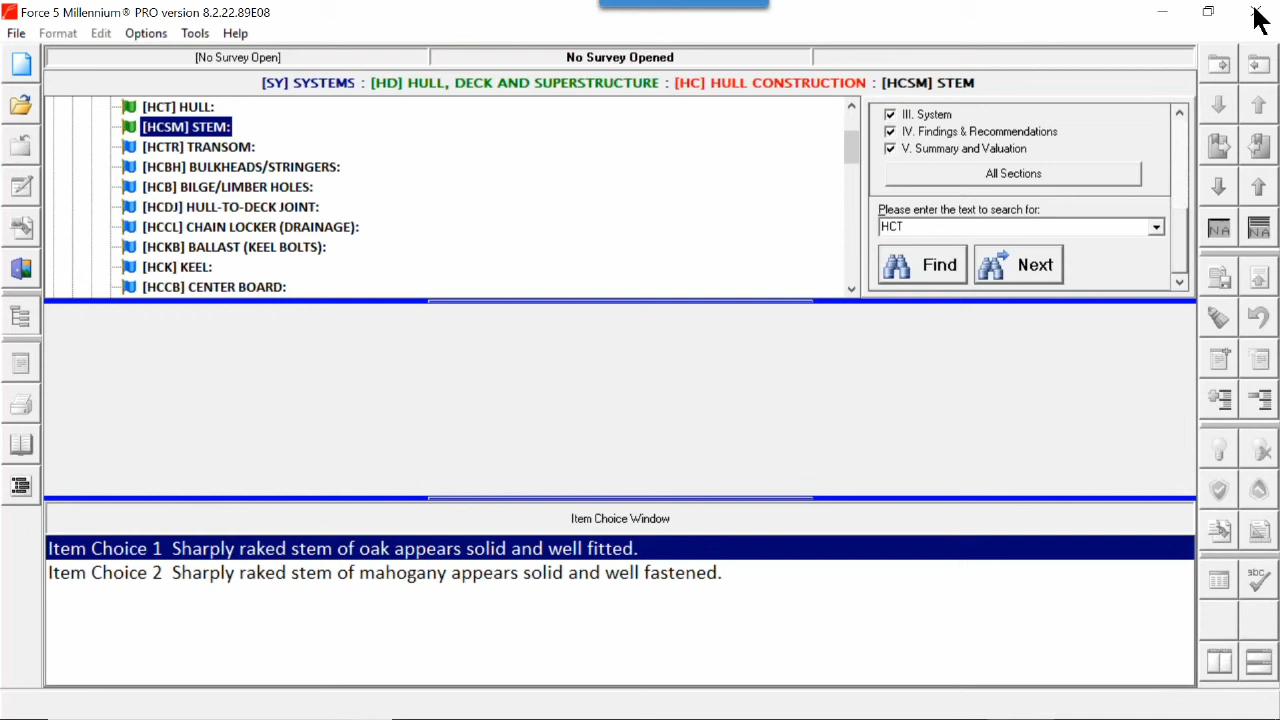 Force 5 Millennium® PRO version 8.2.22.89E08
File Format Edit Options Tools Help
[No Survey Open] No Survey Opened
[SY] SYSTEMS : [HD] HULL, DECK AND SUPERSTRUCTURE : [HC] HULL CONSTRUCTION : [HCSM] STEM
[HCT] HULL:
[HCSM] STEM:
[HCTR] TRANSOM:
[HCBH] BULKHEADS/STRINGERS:
[HCB] BILGE/LIMBER HOLES:
[HCDJ] HULL-TO-DECK JOINT:
[HCCL] CHAIN LOCKER (DRAINAGE):
[HCKB] BALLAST (KEEL BOLTS):
[HCK] KEEL:
[HCCB] CENTER BOARD:
III. System
IV. Findings & Recommendations
V. Summary and Valuation
All Sections
Please enter the text to search for:
HCT
Find Next
NA NA
abc
Item Choice Window
Item Choice 1 Sharply raked stem of oak appears solid and well fitted.
Item Choice 2 Sharply raked stem of mahogany appears solid and well fastened.